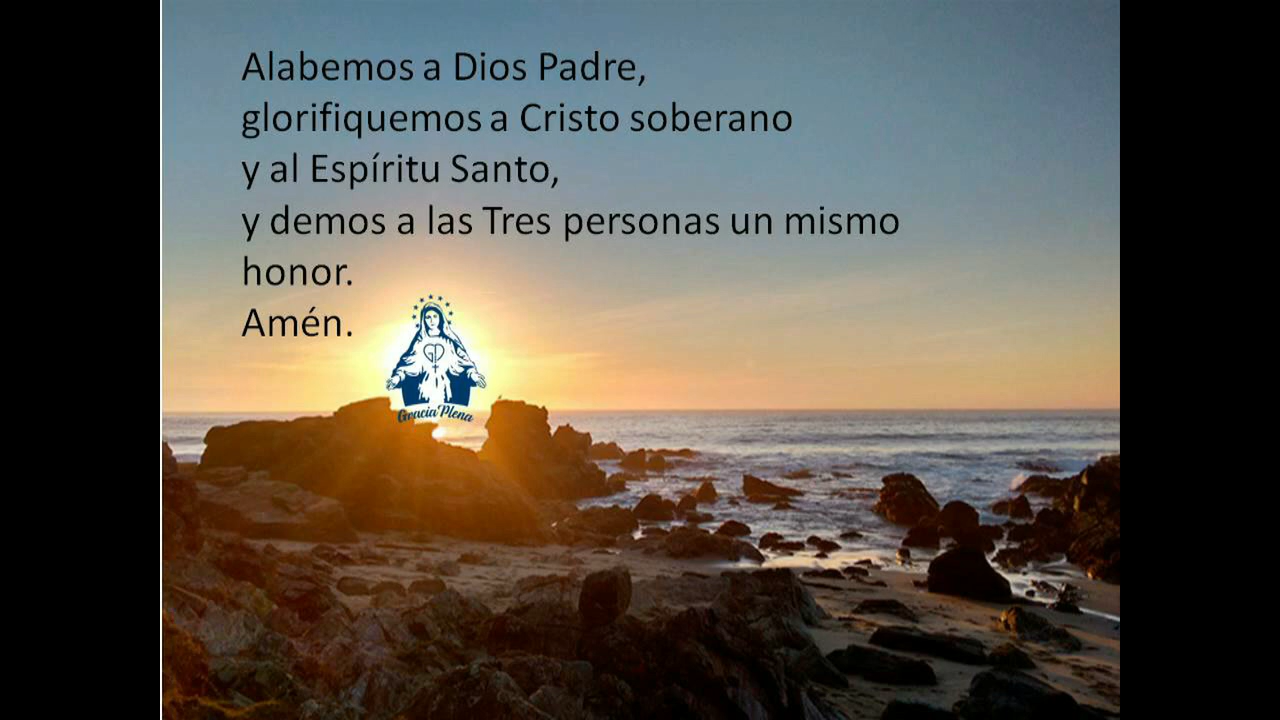 Alabemos a Dios Padre,
glorifiquemos a Cristo soberano
y al Espíritu Santo,
y demos a las Tres personas un mismo
honor.
Amén.
GP
Gracia Plena